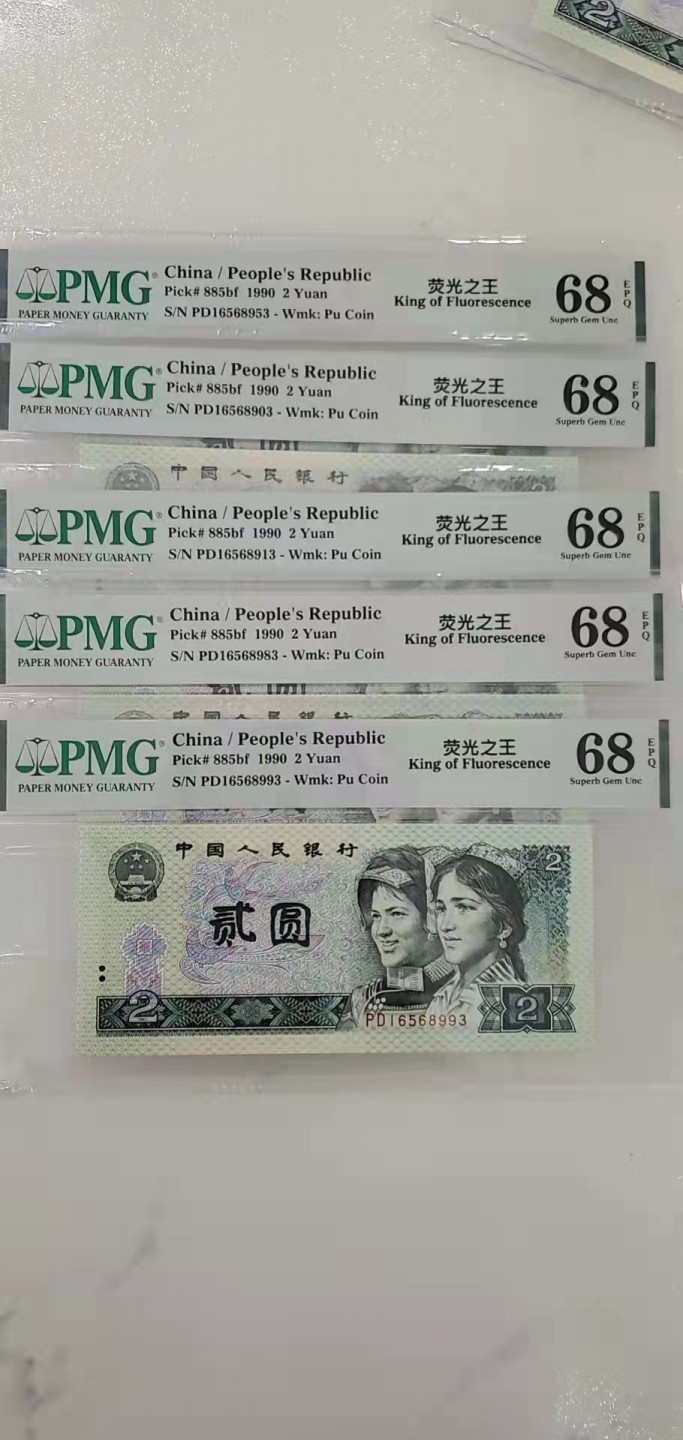 2
PMG®
PAPER MONEY GUARANTY
China / People's Republic
Pick# 885bf 1990 2 Yuan
S/N PD16568953 - Wmk: Pu Coin
荧光之王
King of Fluorescence
68
Superb Gem Unc
EPQ
PMG®
PAPER MONEY GUARANTY
China / People's Republic
Pick# 885bf 1990 2 Yuan
S/N PD16568903 - Wmk: Pu Coin
荧光之王
King of Fluorescence
68
Superb Gem Unc
EPQ
中国人民银行
PMG®
PAPER MONEY GUARANTY
China / People's Republic
Pick# 885bf 1990 2 Yuan
S/N PD16568913 - Wmk: Pu Coin
荧光之王
King of Fluorescence
68
Superb Gem Unc
EPQ
PMG®
PAPER MONEY GUARANTY
China / People's Republic
Pick# 885bf 1990 2 Yuan
S/N PD16568983 - Wmk: Pu Coin
荧光之王
King of Fluorescence
68
Superb Gem Unc
EPQ
PMG®
PAPER MONEY GUARANTY
China / People's Republic
Pick# 885bf 1990 2 Yuan
S/N PD16568993 - Wmk: Pu Coin
荧光之王
King of Fluorescence
68
Superb Gem Unc
EPQ
中国人民银行
2
贰圆
2
PD16568993
2